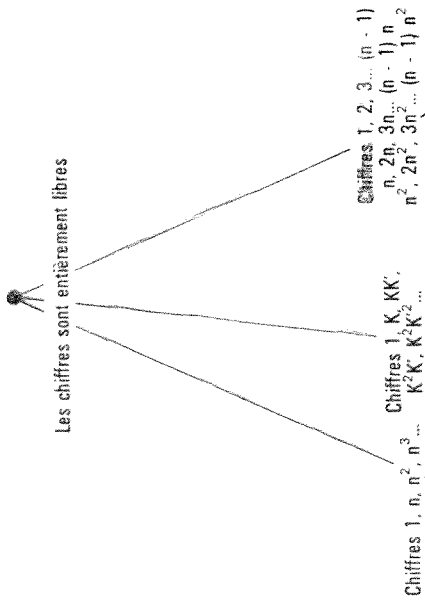 Les chiffres sont entièrement libres
Chiffres 1, n, n², n³...
Chiffres 1, K, KK',
K²K', K²K'²...
Chiffres 1, 2, 3... (n - 1)
n, 2n, 3n... (n - 1) n
n², 2n², 3n²... (n - 1) n²